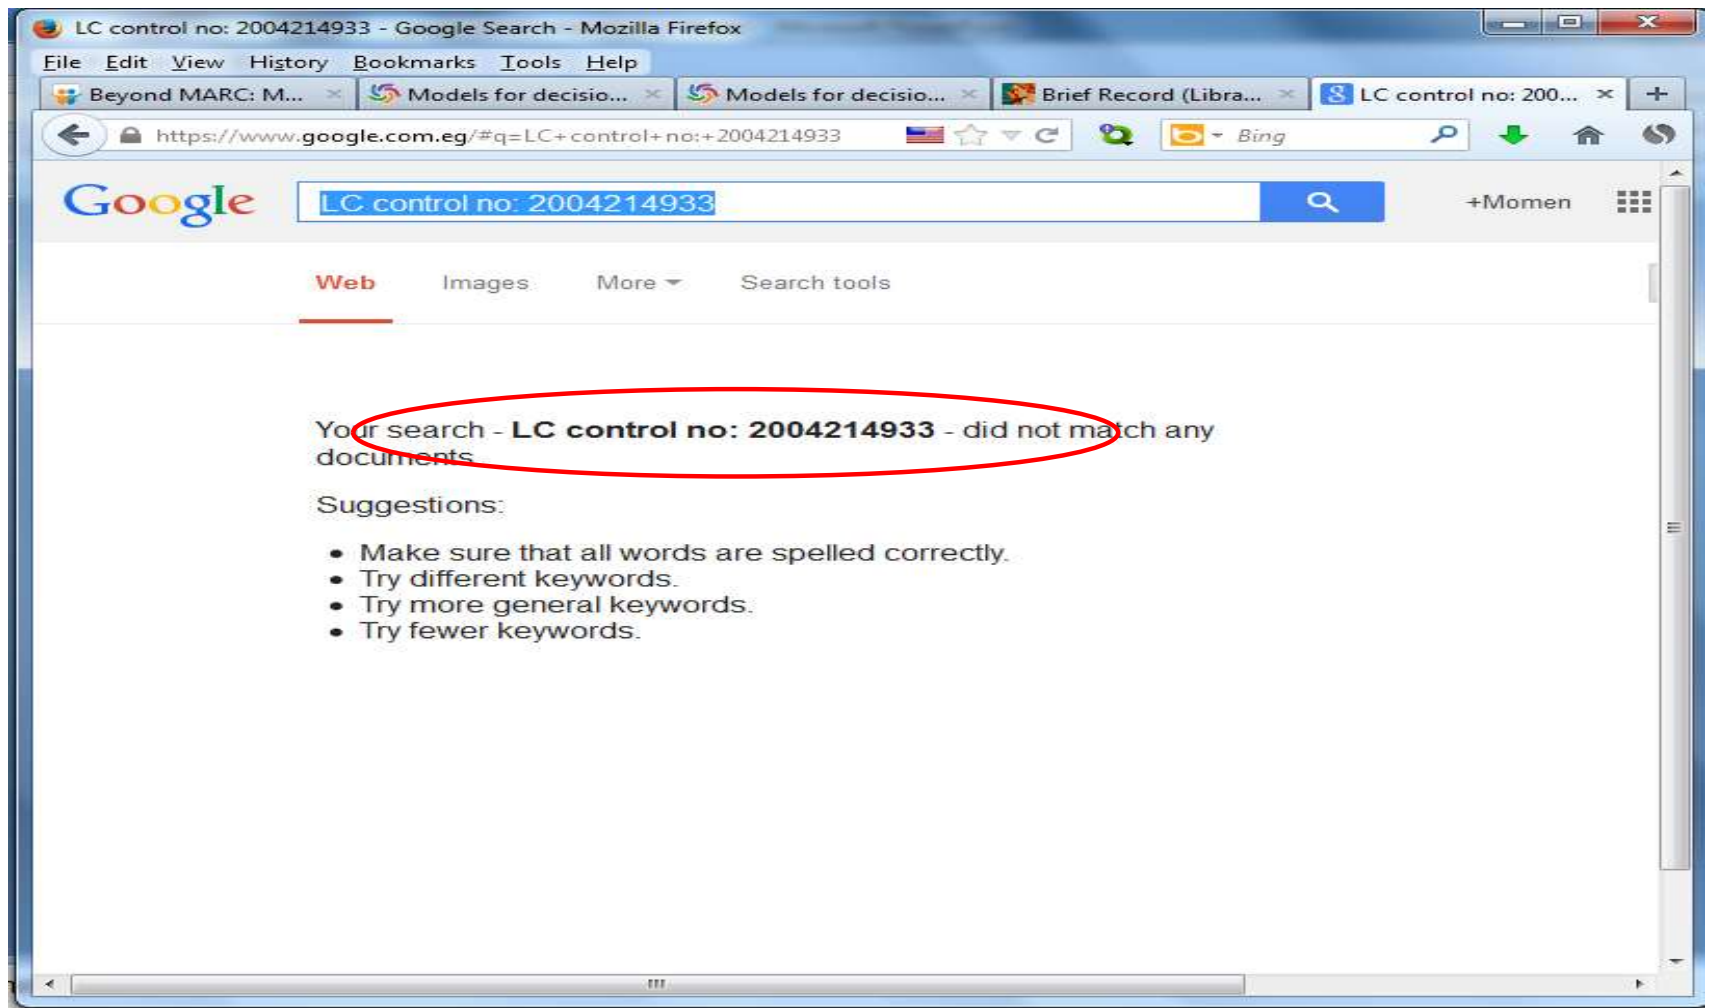 LC control no: 2004214933 - Google Search - Mozilla Firefox
File Edit View History Bookmarks Tools Help
Beyond MARC: M... Models for decisio... Models for decisio... Brief Record (Libra... LC control no: 200...
https://www.google.com.eg/#q=LC+control+no:+2004214933 Bing
Google LC control no: 2004214933 +Momen
Web Images More Search tools
Your search - LC control no: 2004214933 - did not match any
documents.
Suggestions:
• Make sure that all words are spelled correctly.
• Try different keywords.
• Try more general keywords.
• Try fewer keywords.